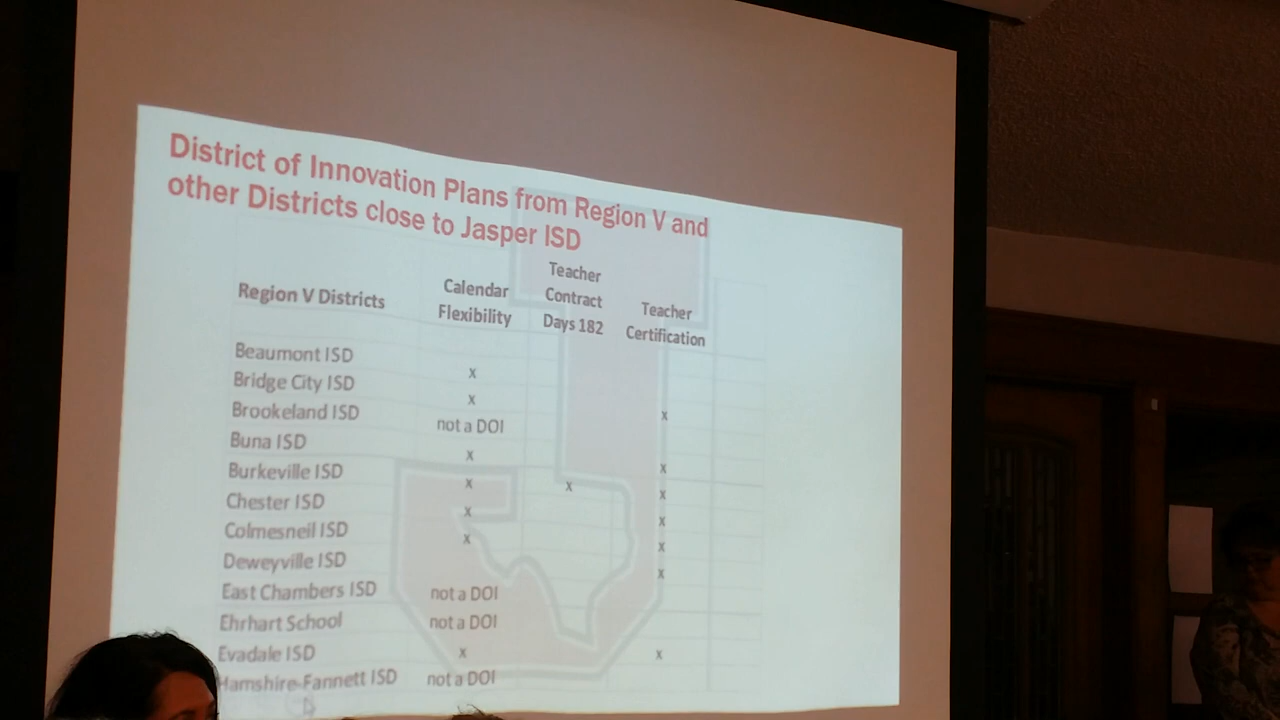 District of Innovation Plans from Region V and
other Districts close to Jasper ISD
Region V Districts Calendar Flexibility Teacher Contract Days 182 Teacher Certification
Beaumont ISD x
Bridge City ISD x x
Brookeland ISD not a DOI
Buna ISD x x
Burkeville ISD x x x
Chester ISD x x
Colmesneil ISD x x
Deweyville ISD x
East Chambers ISD not a DOI
Ehrhart School not a DOI
Evadale ISD x x
Hamshire-Fannett ISD not a DOI